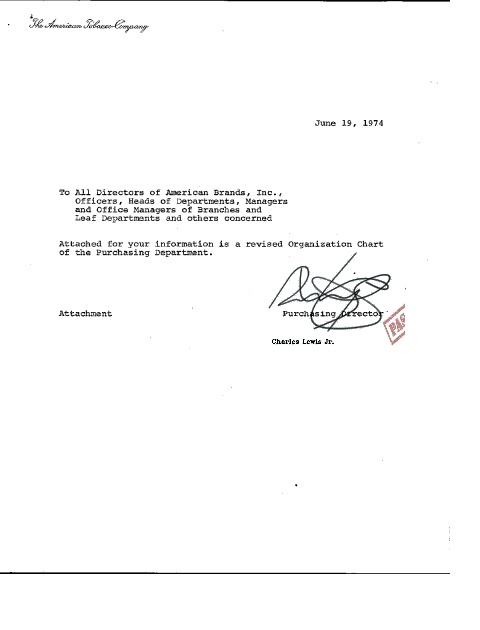 The American Tobacco Company
June 19, 1974
To All Directors of American Brands, Inc.,
Officers, Heads of Departments, Managers
and Office Managers of Branches and
Leaf Departments and others concerned
Attached for your information is a revised Organization Chart
of the Purchasing Department.
Attachment
Purchasing Director
Charles Lewis Jr.